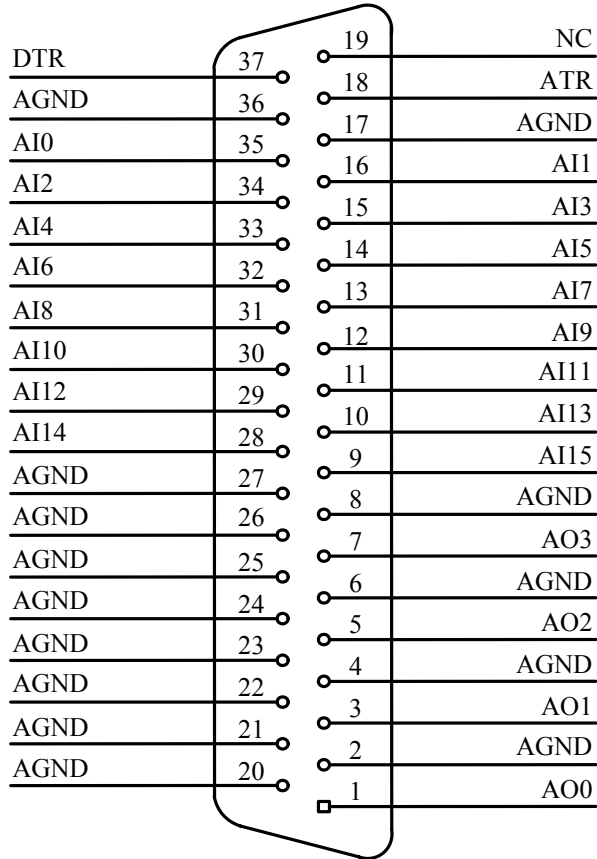 19 NC
DTR 37
18 ATR
AGND 36
17 AGND
AI0 35
16 AI1
AI2 34
15 AI3
AI4 33
14 AI5
AI6 32
13 AI7
AI8 31
12 AI9
AI10 30
11 AI11
AI12 29
10 AI13
AI14 28
9 AI15
AGND 27
8 AGND
AGND 26
7 AO3
AGND 25
6 AGND
AGND 24
5 AO2
AGND 23
4 AGND
AGND 22
3 AO1
AGND 21
2 AGND
AGND 20
1 AO0